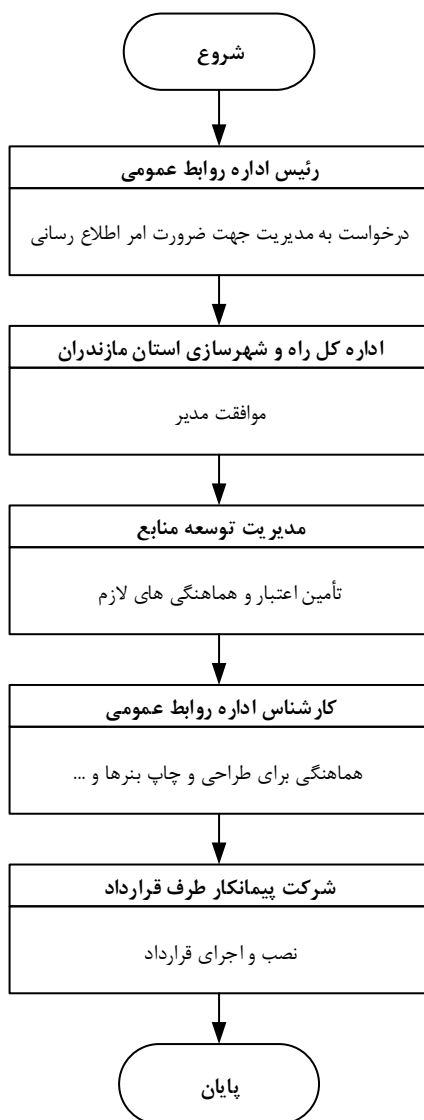 شروع
رئیس اداره روابط عمومی
درخواست به مدیریت جهت ضرورت امر اطلاع رسانی
اداره کل راه و شهرسازی استان مازندران
موافقت مدیر
مدیریت توسعه منابع
تأمین اعتبار و هماهنگی های لازم
کارشناس اداره روابط عمومی
هماهنگی برای طراحی و چاپ بنرها و ...
شرکت پیمانکار طرف قرارداد
نصب و اجرای قرارداد
پایان